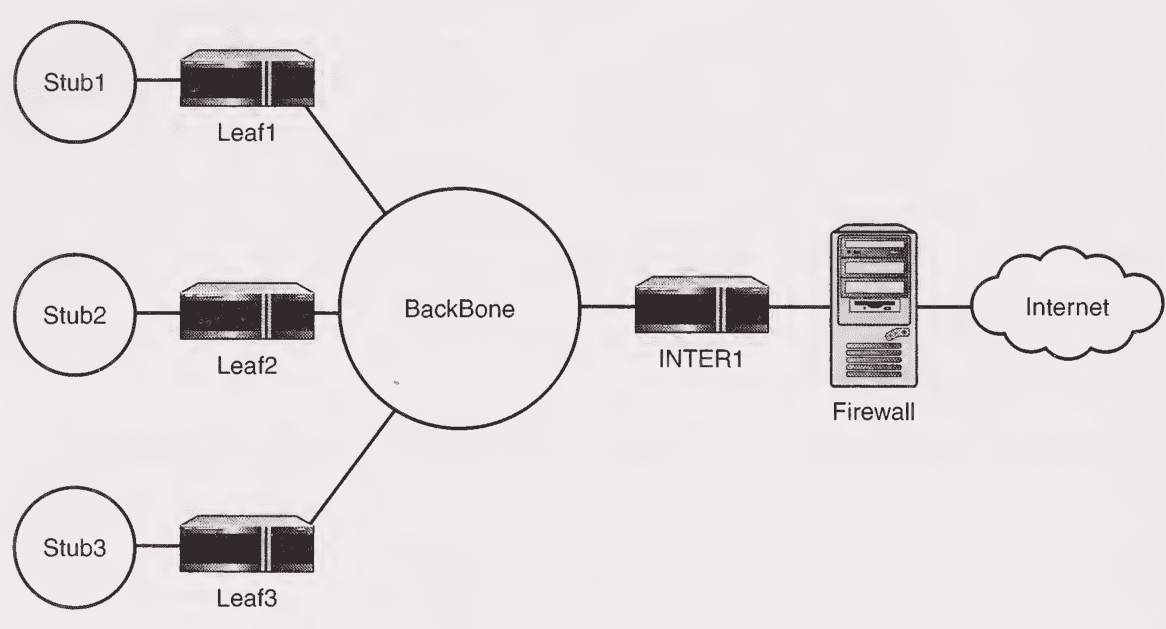 Stub1
Leaf1
Stub2
Leaf2
BackBone
INTER1
Firewall
Internet
Stub3
Leaf3